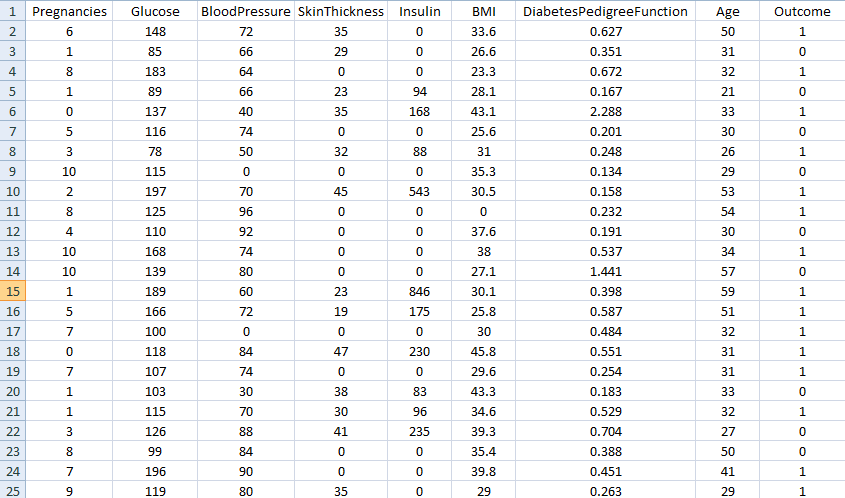 1 Pregnancies Glucose BloodPressure SkinThickness Insulin BMI DiabetesPedigreeFunction Age Outcome
2 6 148 72 35 0 33.6 0.627 50 1
3 1 85 66 29 0 26.6 0.351 31 0
4 8 183 64 0 0 23.3 0.672 32 1
5 1 89 66 23 94 28.1 0.167 21 0
6 0 137 40 35 168 43.1 2.288 33 1
7 5 116 74 0 0 25.6 0.201 30 0
8 3 78 50 32 88 31 0.248 26 1
9 10 115 0 0 0 35.3 0.134 29 0
10 2 197 70 45 543 30.5 0.158 53 1
11 8 125 96 0 0 0 0.232 54 1
12 4 110 92 0 0 37.6 0.191 30 0
13 10 168 74 0 0 38 0.537 34 1
14 10 139 80 0 0 27.1 1.441 57 0
15 1 189 60 23 846 30.1 0.398 59 1
16 5 166 72 19 175 25.8 0.587 51 1
17 7 100 0 0 0 30 0.484 32 1
18 0 118 84 47 230 45.8 0.551 31 1
19 7 107 74 0 0 29.6 0.254 31 1
20 1 103 30 38 83 43.3 0.183 33 0
21 1 115 70 30 96 34.6 0.529 32 1
22 3 126 88 41 235 39.3 0.704 27 0
23 8 99 84 0 0 35.4 0.388 50 0
24 7 196 90 0 0 39.8 0.451 41 1
25 9 119 80 35 0 29 0.263 29 1